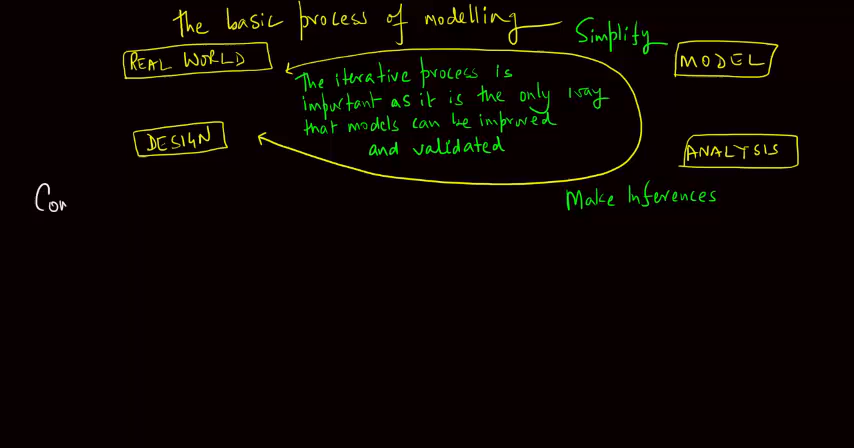 the basic process of modelling
Simplify
REAL WORLD
MODEL
The iterative process is
important as it is the only way
that models can be improved
and validated
DESIGN
ANALYSIS
Make Inferences
Con